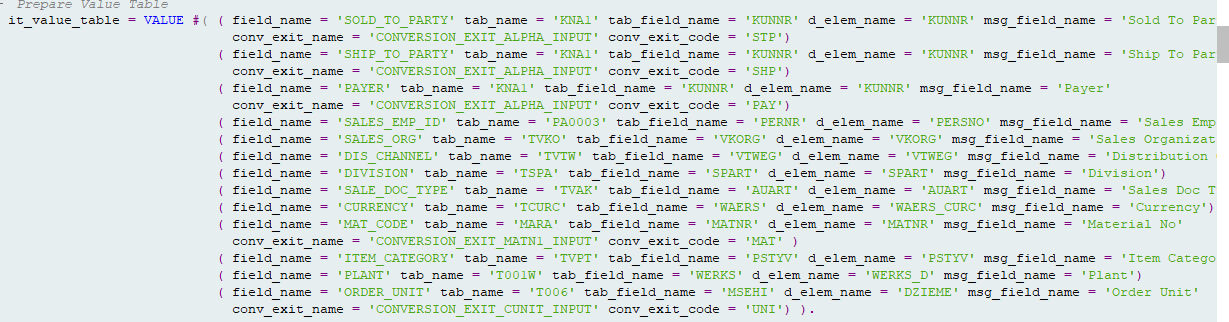 Prepare Value Table
it_value_table = VALUE #( ( field_name = 'SOLD_TO_PARTY' tab_name = 'KNA1' tab_field_name = 'KUNNR' d_elem_name = 'KUNNR' msg_field_name = 'Sold To Par
conv_exit_name = 'CONVERSION_EXIT_ALPHA_INPUT' conv_exit_code = 'STP')
( field_name = 'SHIP_TO_PARTY' tab_name = 'KNA1' tab_field_name = 'KUNNR' d_elem_name = 'KUNNR' msg_field_name = 'Ship To Par
conv_exit_name = 'CONVERSION_EXIT_ALPHA_INPUT' conv_exit_code = 'SHP')
( field_name = 'PAYER' tab_name = 'KNA1' tab_field_name = 'KUNNR' d_elem_name = 'KUNNR' msg_field_name = 'Payer'
conv_exit_name = 'CONVERSION_EXIT_ALPHA_INPUT' conv_exit_code = 'PAY')
( field_name = 'SALES_EMP_ID' tab_name = 'PA0003' tab_field_name = 'PERNR' d_elem_name = 'PERSNO' msg_field_name = 'Sales Emp
( field_name = 'SALES_ORG' tab_name = 'TVKO' tab_field_name = 'VKORG' d_elem_name = 'VKORG' msg_field_name = 'Sales Organizat
( field_name = 'DIS_CHANNEL' tab_name = 'TVTW' tab_field_name = 'VTWEG' d_elem_name = 'VTWEG' msg_field_name = 'Distribution
( field_name = 'DIVISION' tab_name = 'TSPA' tab_field_name = 'SPART' d_elem_name = 'SPART' msg_field_name = 'Division')
( field_name = 'SALE_DOC_TYPE' tab_name = 'TVAK' tab_field_name = 'AUART' d_elem_name = 'AUART' msg_field_name = 'Sales Doc T
( field_name = 'CURRENCY' tab_name = 'TCURC' tab_field_name = 'WAERS' d_elem_name = 'WAERS_CURC' msg_field_name = 'Currency')
( field_name = 'MAT_CODE' tab_name = 'MARA' tab_field_name = 'MATNR' d_elem_name = 'MATNR' msg_field_name = 'Material No'
conv_exit_name = 'CONVERSION_EXIT_MATN1_INPUT' conv_exit_code = 'MAT' )
( field_name = 'ITEM_CATEGORY' tab_name = 'TVPT' tab_field_name = 'PSTYV' d_elem_name = 'PSTYV' msg_field_name = 'Item Catego
( field_name = 'PLANT' tab_name = 'T001W' tab_field_name = 'WERKS' d_elem_name = 'WERKS_D' msg_field_name = 'Plant')
( field_name = 'ORDER_UNIT' tab_name = 'T006' tab_field_name = 'MSEHI' d_elem_name = 'DZIEME' msg_field_name = 'Order Unit'
conv_exit_name = 'CONVERSION_EXIT_CUNIT_INPUT' conv_exit_code = 'UNI') ).